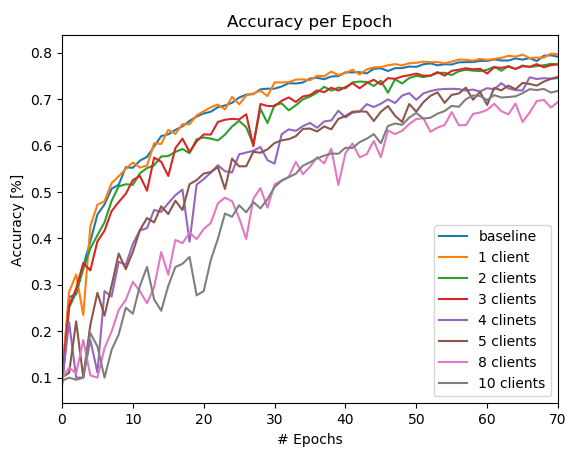 Accuracy per Epoch
Accuracy [%]
0.8
0.7
0.6
0.5
0.4
0.3
0.2
0.1
0 10 20 30 40 50 60 70
# Epochs
baseline
1 client
2 clients
3 clients
4 clinets
5 clients
8 clients
10 clients